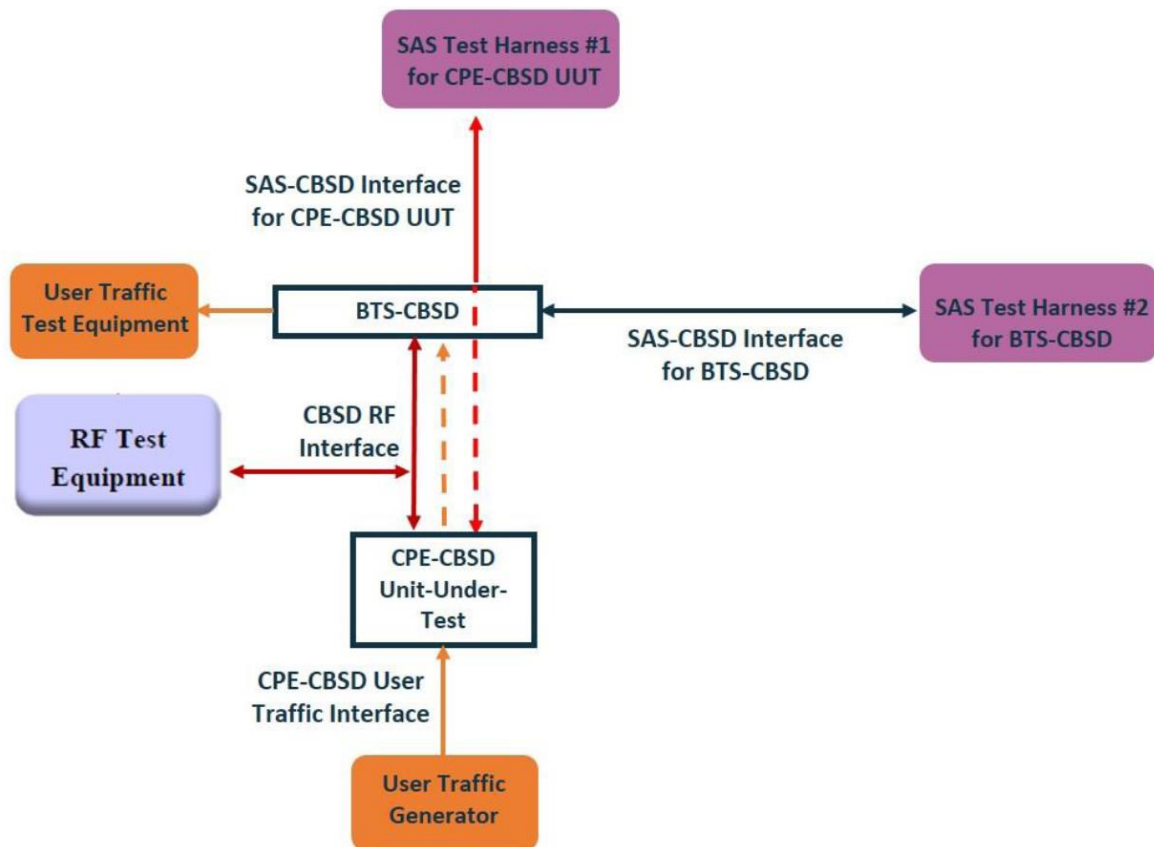 SAS Test Harness #1
for CPE-CBSD UUT
SAS-CBSD Interface
for CPE-CBSD UUT
User Traffic
Test Equipment
BTS-CBSD
SAS Test Harness #2
for BTS-CBSD
SAS-CBSD Interface
for BTS-CBSD
RF Test
Equipment
CBSD RF
Interface
CPE-CBSD
Unit-Under-
Test
CPE-CBSD User
Traffic Interface
User Traffic
Generator